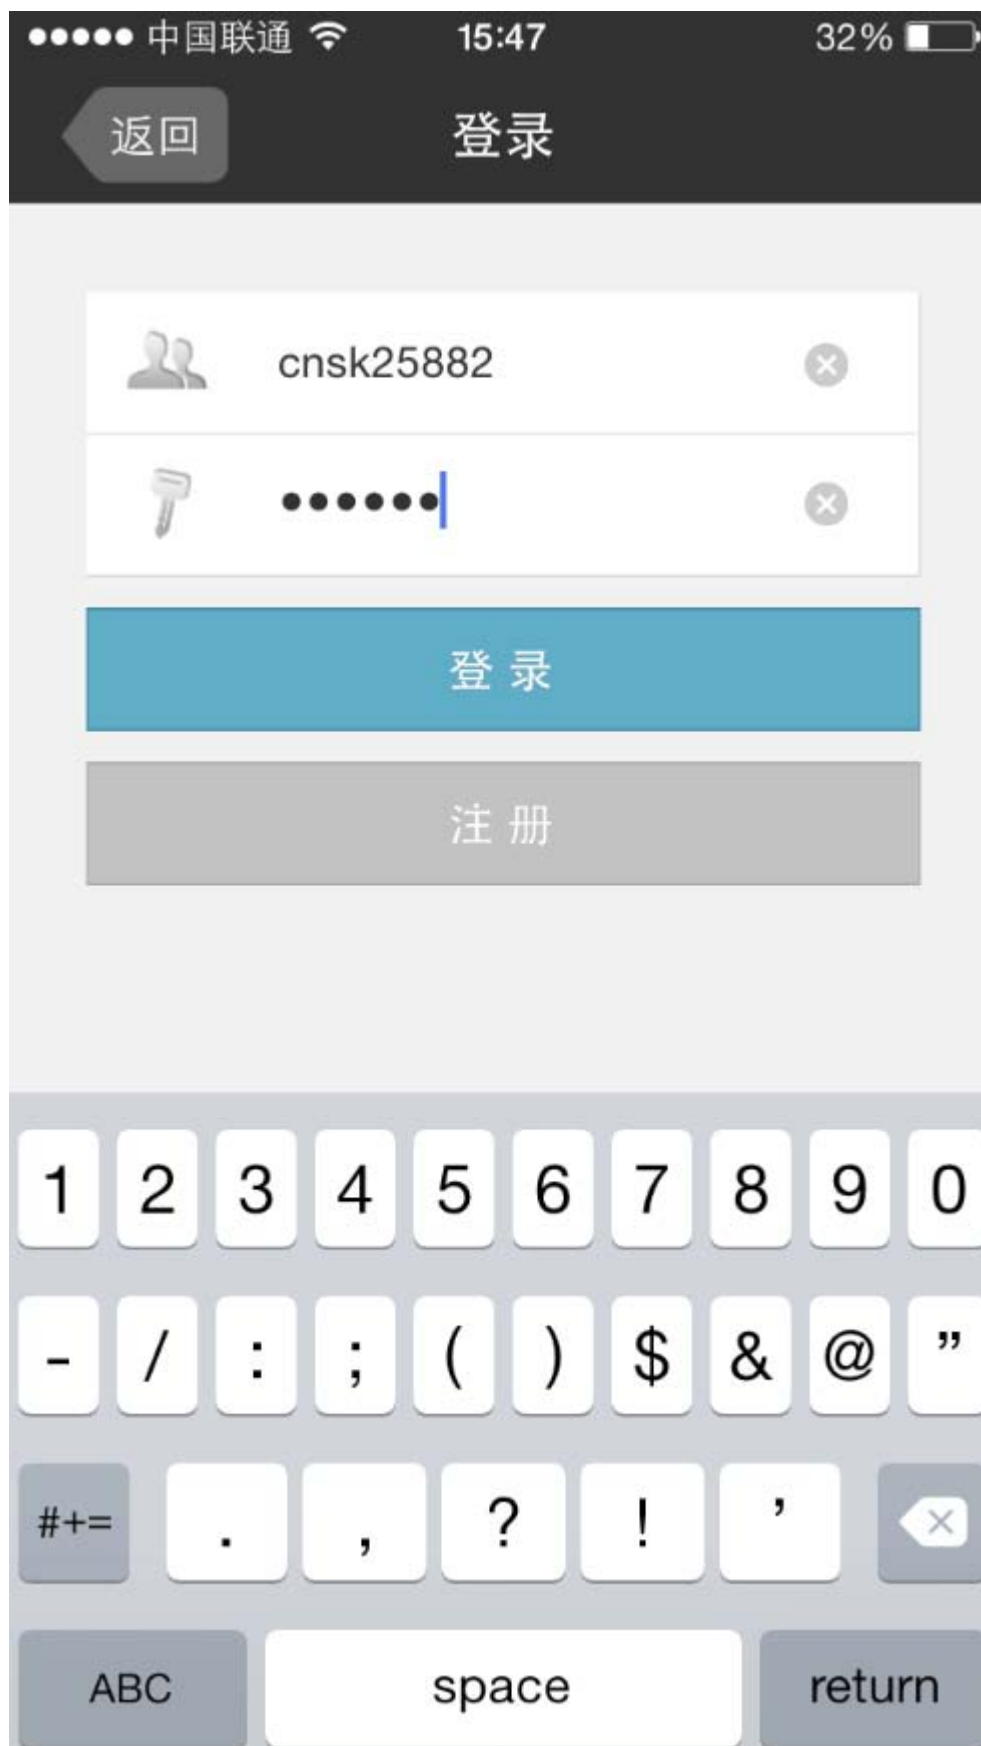 ●●●●● 中国联通 15:47 32%
返回 登录
cnsk25882
●●●●●●
登 录
注 册
1 2 3 4 5 6 7 8 9 0
- / : ; ( ) $ & @ ”
#+= . , ? ! ’
ABC space return